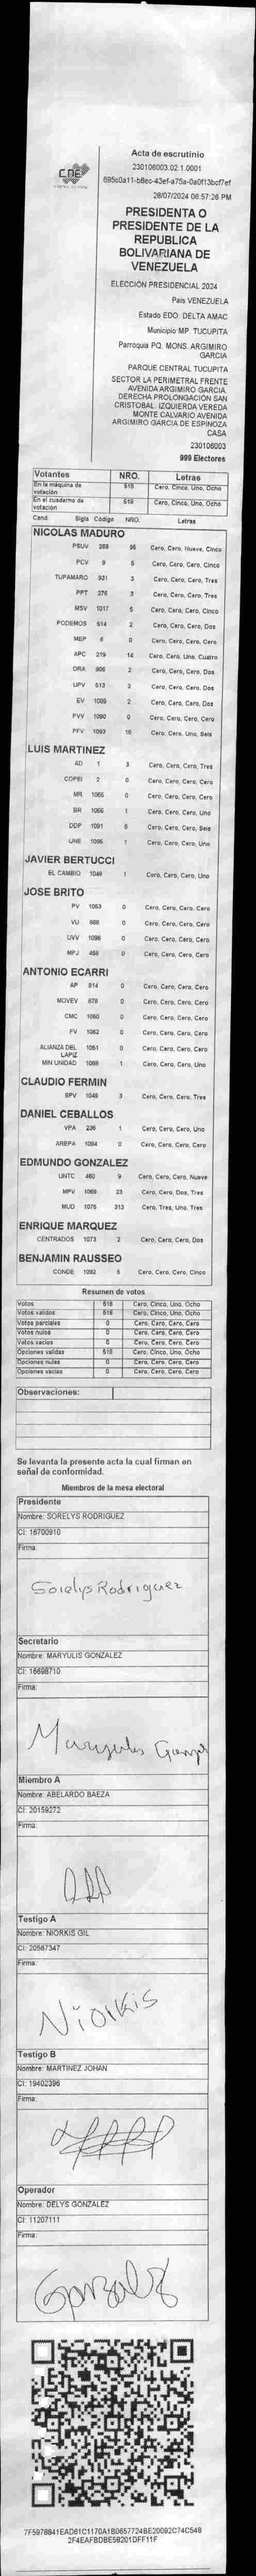 CNE
Acta de escrutinio
230106003.02.1.0001
695c0a11-b8ec-43ef-a75a-0a0f13bcf7ef
28/07/2024 06:57:26 PM
PRESIDENTA O
PRESIDENTE DE LA
REPUBLICA
BOLIVARIANA DE
VENEZUELA
ELECCIÓN PRESIDENCIAL 2024
País VENEZUELA
Estado EDO. DELTA AMAC
Municipio MP. TUCUPITA
Parroquia PQ. MONS. ARGIMIRO
GARCIA
PARQUE CENTRAL TUCUPITA
SECTOR LA PERIMETRAL FRENTE
AVENIDA ARGIMIRO GARCIA.
DERECHA PROLONGACIÓN SAN
CRISTOBAL. IZQUIERDA VEREDA
MONTE CALVARIO AVENIDA
ARGIMIRO GARCIA DE ESPINOZA
CASA
230106003
999 Electores
Votantes NRO. Letras
En la máquina de votación 518 Cero, Cinco, Uno, Ocho
En el cuaderno de votación 518 Cero, Cinco, Uno, Ocho
Cand Sigla Código NRO. Letras
NICOLAS MADURO
PSUV 269 95 Cero, Cero, Nueve, Cinco
PCV 9 5 Cero, Cero, Cero, Cinco
TUPAMARO 931 3 Cero, Cero, Cero, Tres
PPT 276 3 Cero, Cero, Cero, Tres
MSV 1017 5 Cero, Cero, Cero, Cinco
PODEMOS 514 2 Cero, Cero, Cero, Dos
MEP 6 0 Cero, Cero, Cero, Cero
APC 219 14 Cero, Cero, Uno, Cuatro
ORA 906 2 Cero, Cero, Cero, Dos
UPV 513 2 Cero, Cero, Cero, Dos
EV 1089 2 Cero, Cero, Cero, Dos
PVV 1090 0 Cero, Cero, Cero, Cero
PFV 1093 16 Cero, Cero, Uno, Seis
LUIS MARTINEZ
AD 1 3 Cero, Cero, Cero, Tres
COPEI 2 0 Cero, Cero, Cero, Cero
MR 1065 0 Cero, Cero, Cero, Cero
BR 1066 1 Cero, Cero, Cero, Uno
DDP 1091 6 Cero, Cero, Cero, Seis
UNE 1095 1 Cero, Cero, Cero, Uno
JAVIER BERTUCCI
EL CAMBIO 1048 1 Cero, Cero, Cero, Uno
JOSE BRITO
PV 1053 0 Cero, Cero, Cero, Cero
VU 968 0 Cero, Cero, Cero, Cero
UVV 1096 0 Cero, Cero, Cero, Cero
MPJ 458 0 Cero, Cero, Cero, Cero
ANTONIO ECARRI
AP 814 0 Cero, Cero, Cero, Cero
MOVEV 878 0 Cero, Cero, Cero, Cero
CMC 1060 0 Cero, Cero, Cero, Cero
FV 1062 0 Cero, Cero, Cero, Cero
ALIANZA DEL LAPIZ 1051 0 Cero, Cero, Cero, Cero
MIN UNIDAD 1068 1 Cero, Cero, Cero, Uno
CLAUDIO FERMIN
SPV 1049 3 Cero, Cero, Cero, Tres
DANIEL CEBALLOS
VPA 236 1 Cero, Cero, Cero, Uno
AREPA 1094 0 Cero, Cero, Cero, Cero
EDMUNDO GONZALEZ
UNTC 460 9 Cero, Cero, Cero, Nueve
MPV 1069 23 Cero, Cero, Dos, Tres
MUD 1075 313 Cero, Tres, Uno, Tres
ENRIQUE MARQUEZ
CENTRADOS 1073 2 Cero, Cero, Cero, Dos
BENJAMIN RAUSSEO
CONDE 1092 5 Cero, Cero, Cero, Cinco
Resumen de votos
Votos 518 Cero, Cinco, Uno, Ocho
Votos validos 518 Cero, Cinco, Uno, Ocho
Votos parciales 0 Cero, Cero, Cero, Cero
Votos nulos 0 Cero, Cero, Cero, Cero
Votos vacios 0 Cero, Cero, Cero, Cero
Opciones validas 518 Cero, Cinco, Uno, Ocho
Opciones nulas 0 Cero, Cero, Cero, Cero
Opciones vacias 0 Cero, Cero, Cero, Cero
Observaciones:
Se levanta la presente acta la cual firman en
señal de conformidad.
Miembros de la mesa electoral
Presidente
Nombre: SORELYS RODRIGUEZ
CI: 16700910
Firma:
Sorelys Rodriguez
Secretario
Nombre: MARYULIS GONZALEZ
CI: 16698710
Firma:
Miembro A
Nombre: ABELARDO BAEZA
CI: 20159272
Firma:
Testigo A
Nombre: NIORKIS GIL
CI: 20567347
Firma:
Niorkis
Testigo B
Nombre: MARTINEZ JOHAN
CI: 19402396
Firma:
Operador
Nombre: DELYS GONZALEZ
CI: 11207111
Firma:
7F5978841EAD61C1170A1B0657724BE20092C74C548
2F4EAFBDBE58201DFF11F